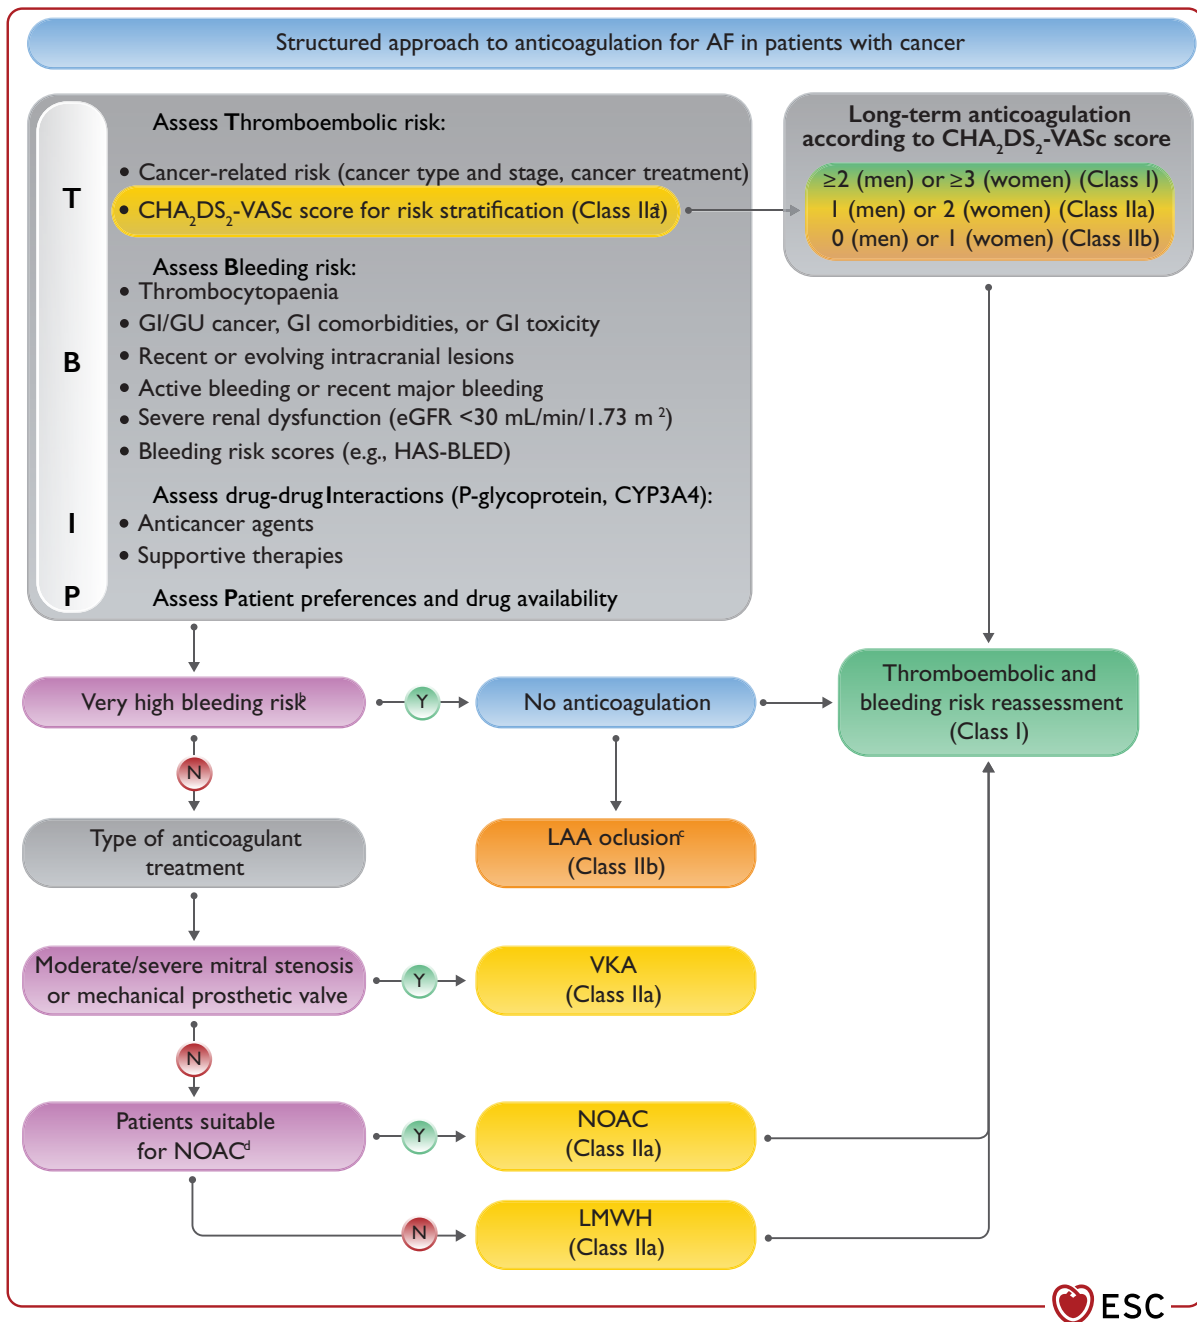 Structured approach to anticoagulation for AF in patients with cancer
T
Assess Thromboembolic risk:
• Cancer-related risk (cancer type and stage, cancer treatment)
• CHA₂DS₂-VASc score for risk stratification (Class IIa)ᵃ
Long-term anticoagulation
according to CHA₂DS₂-VASc score
≥2 (men) or ≥3 (women) (Class I)
1 (men) or 2 (women) (Class IIa)
0 (men) or 1 (women) (Class IIb)
B
Assess Bleeding risk:
• Thrombocytopaenia
• GI/GU cancer, GI comorbidities, or GI toxicity
• Recent or evolving intracranial lesions
• Active bleeding or recent major bleeding
• Severe renal dysfunction (eGFR <30 mL/min/1.73 m²)
• Bleeding risk scores (e.g., HAS-BLED)
I
Assess drug-drug Interactions (P-glycoprotein, CYP3A4):
• Anticancer agents
• Supportive therapies
P
Assess Patient preferences and drug availability
Very high bleeding riskᵇ
Y
No anticoagulation
Thromboembolic and
bleeding risk reassessment
(Class I)
N
Type of anticoagulant
treatment
LAA oclusionᶜ
(Class IIb)
Moderate/severe mitral stenosis
or mechanical prosthetic valve
Y
VKA
(Class IIa)
N
Patients suitable
for NOACᵈ
Y
NOAC
(Class IIa)
N
LMWH
(Class IIa)
ESC